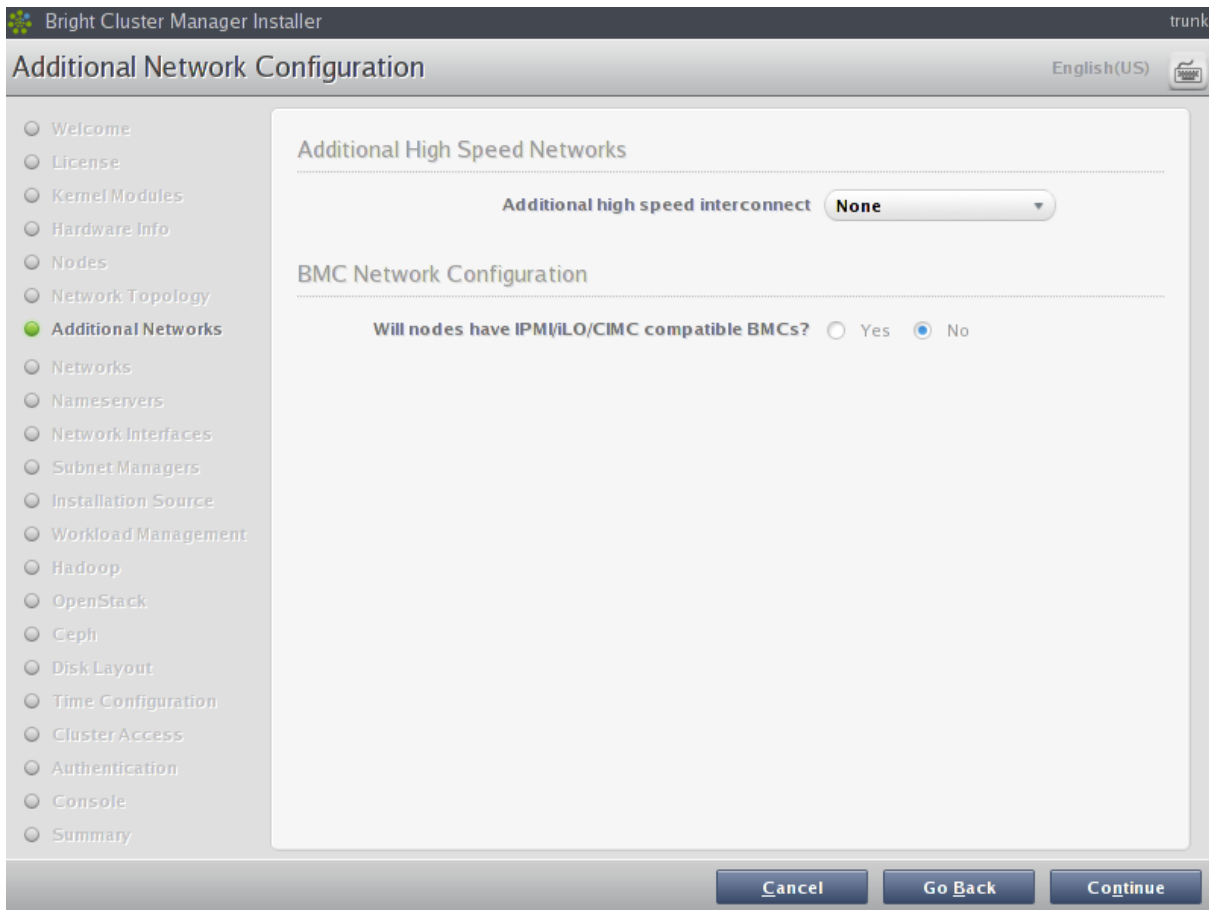 Bright Cluster Manager Installer
trunk
Additional Network Configuration
English(US)
Welcome
License
Kernel Modules
Hardware Info
Nodes
Network Topology
Additional Networks
Networks
Nameservers
Network Interfaces
Subnet Managers
Installation Source
Workload Management
Hadoop
OpenStack
Ceph
Disk Layout
Time Configuration
Cluster Access
Authentication
Console
Summary
Additional High Speed Networks
Additional high speed interconnect None
BMC Network Configuration
Will nodes have IPMI/iLO/CIMC compatible BMCs? Yes No
Cancel
Go Back
Continue